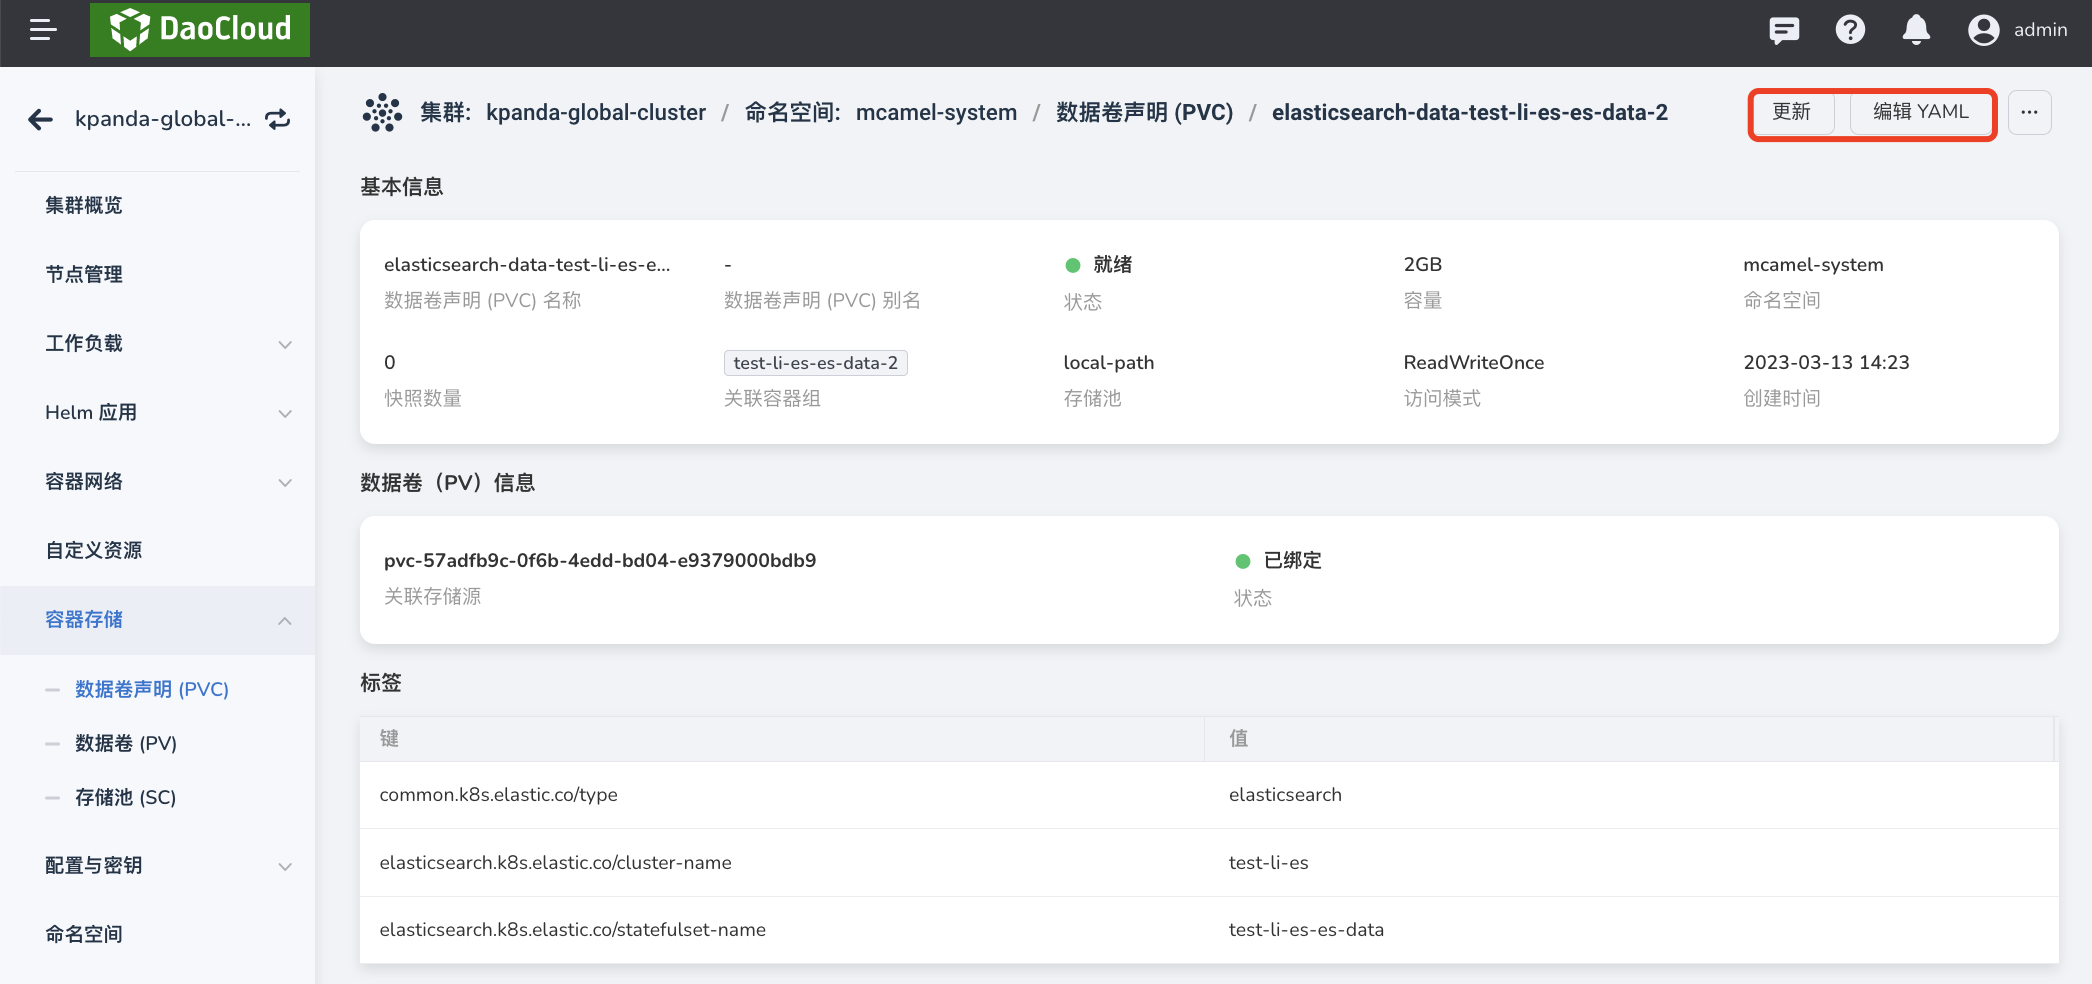 DaoCloud
admin
kpanda-global-...
集群: kpanda-global-cluster / 命名空间: mcamel-system / 数据卷声明 (PVC) / elasticsearch-data-test-li-es-es-data-2
更新
编辑 YAML
集群概览
节点管理
工作负载
Helm 应用
容器网络
自定义资源
容器存储
数据卷声明 (PVC)
数据卷 (PV)
存储池 (SC)
配置与密钥
命名空间
基本信息
elasticsearch-data-test-li-es-e...
数据卷声明 (PVC) 名称
-
数据卷声明 (PVC) 别名
就绪
状态
2GB
容量
mcamel-system
命名空间
0
快照数量
test-li-es-es-data-2
关联容器组
local-path
存储池
ReadWriteOnce
访问模式
2023-03-13 14:23
创建时间
数据卷（PV）信息
pvc-57adfb9c-0f6b-4edd-bd04-e9379000bdb9
关联存储源
已绑定
状态
标签
键 值
common.k8s.elastic.co/type elasticsearch
elasticsearch.k8s.elastic.co/cluster-name test-li-es
elasticsearch.k8s.elastic.co/statefulset-name test-li-es-es-data